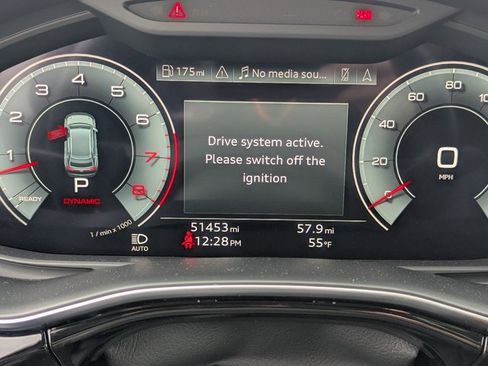 175mi
No media sou...
Drive system active.
Please switch off the
ignition
1
2
3
4
5
6
7
8
READY
P
DYNAMIC
1 / min x 1000
0
MPH
5
20
40
60
80
10
AUTO
51453mi
57.9mi
12:28PM
55°F